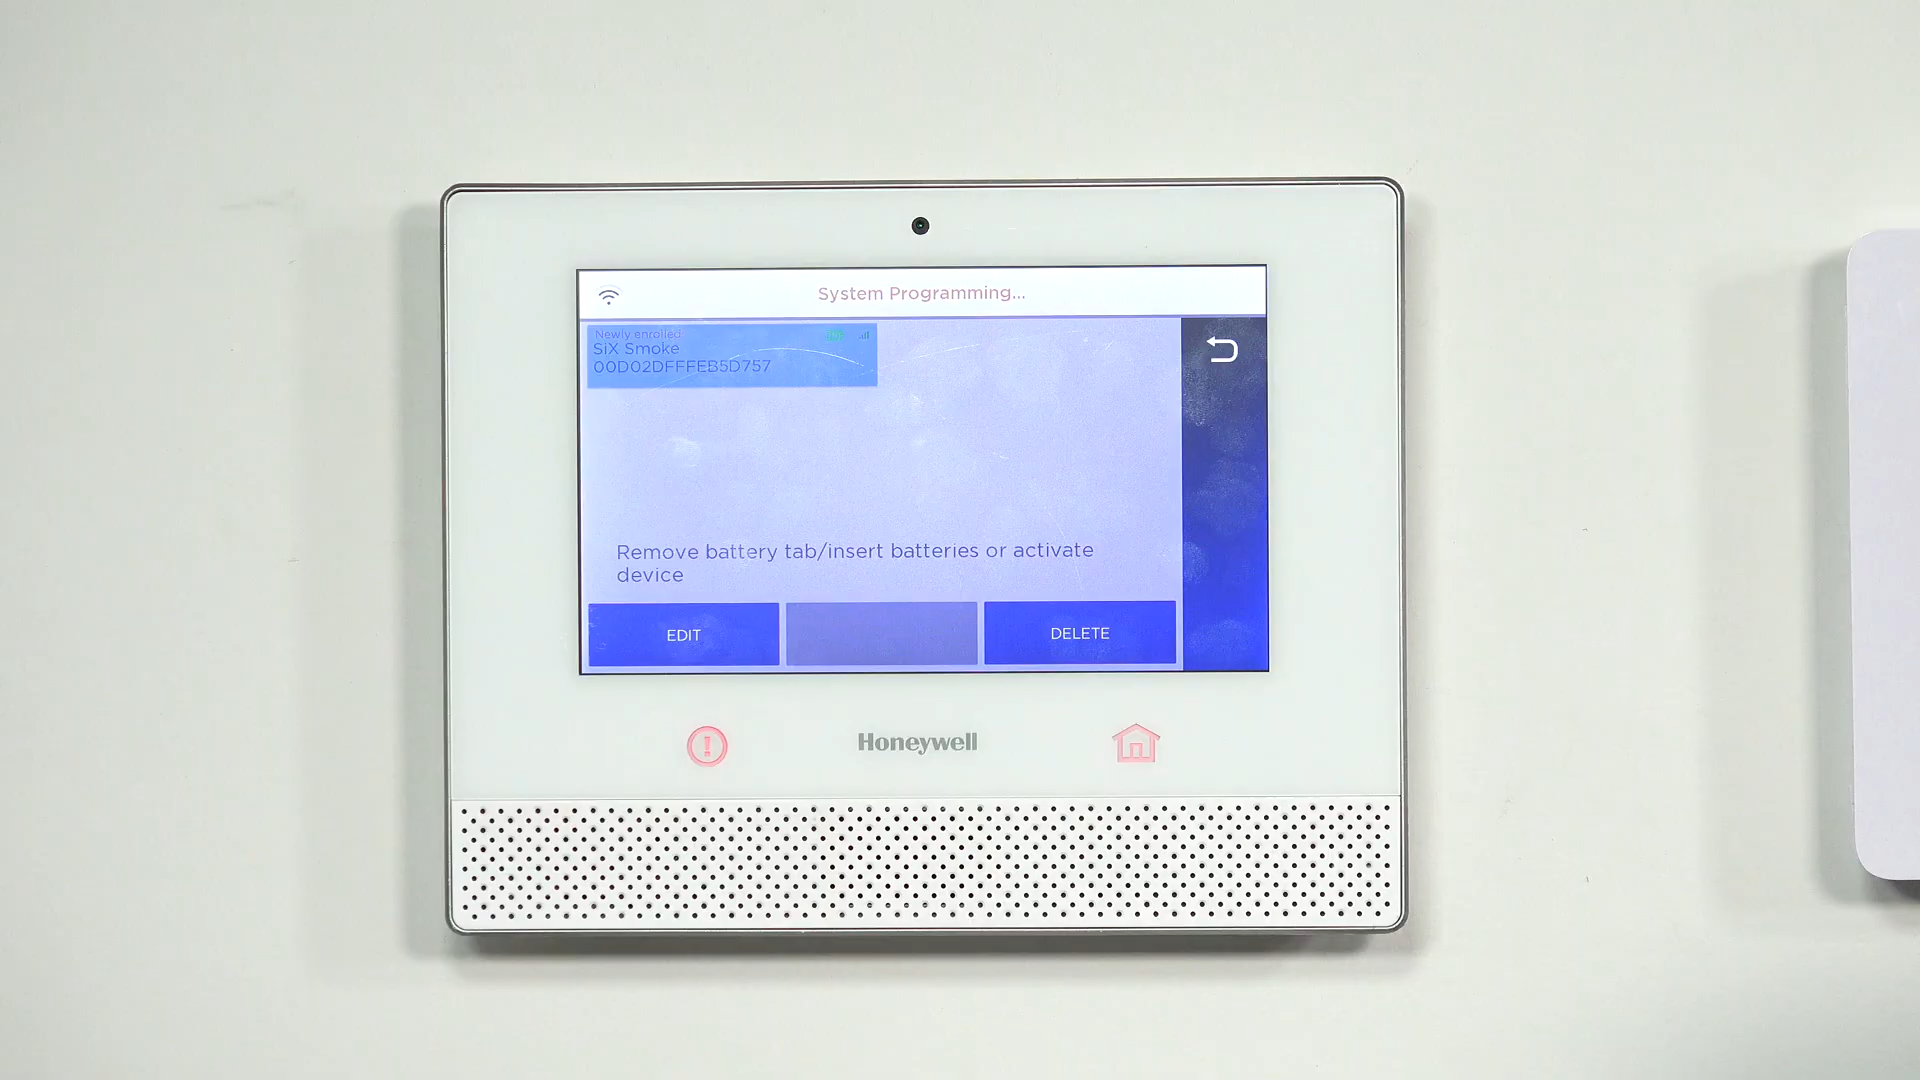 System Programming...
Newly enrolled
SiX Smoke
00D02DFFFEB5D757
Remove battery tab/insert batteries or activate
device
EDIT
DELETE
Honeywell